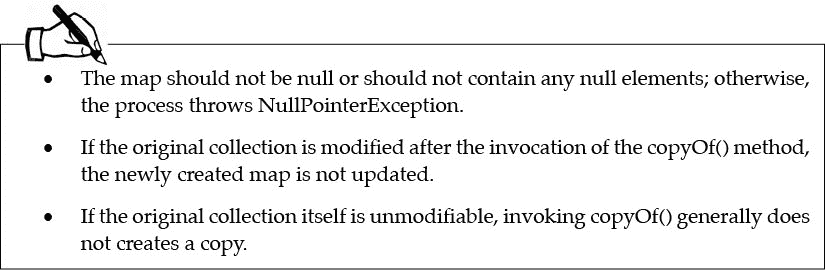 • The map should not be null or should not contain any null elements; otherwise,
the process throws NullPointerException.
• If the original collection is modified after the invocation of the copyOf() method,
the newly created map is not updated.
• If the original collection itself is unmodifiable, invoking copyOf() generally does
not creates a copy.